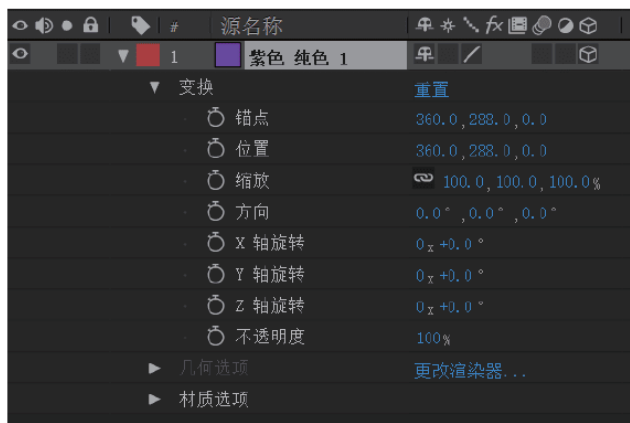 # 源名称 fx
1 紫色 纯色 1
变换 重置
锚点 360.0,288.0,0.0
位置 360.0,288.0,0.0
缩放 100.0,100.0,100.0%
方向 0.0°,0.0°,0.0°
X 轴旋转 0x+0.0°
Y 轴旋转 0x+0.0°
Z 轴旋转 0x+0.0°
不透明度 100%
几何选项 更改渲染器...
材质选项